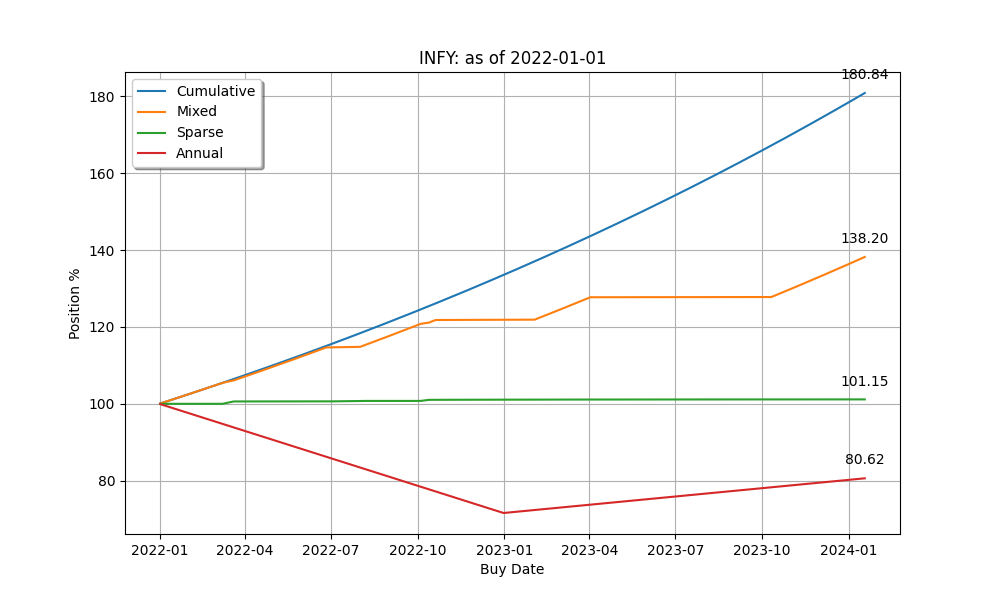 INFY: as of 2022-01-01
180.84
180
Cumulative
Mixed
Sparse
Annual
160
138.20
140
Position %
120
101.15
100
80.62
80
2022-01 2022-04 2022-07 2022-10 2023-01 2023-04 2023-07 2023-10 2024-01
Buy Date